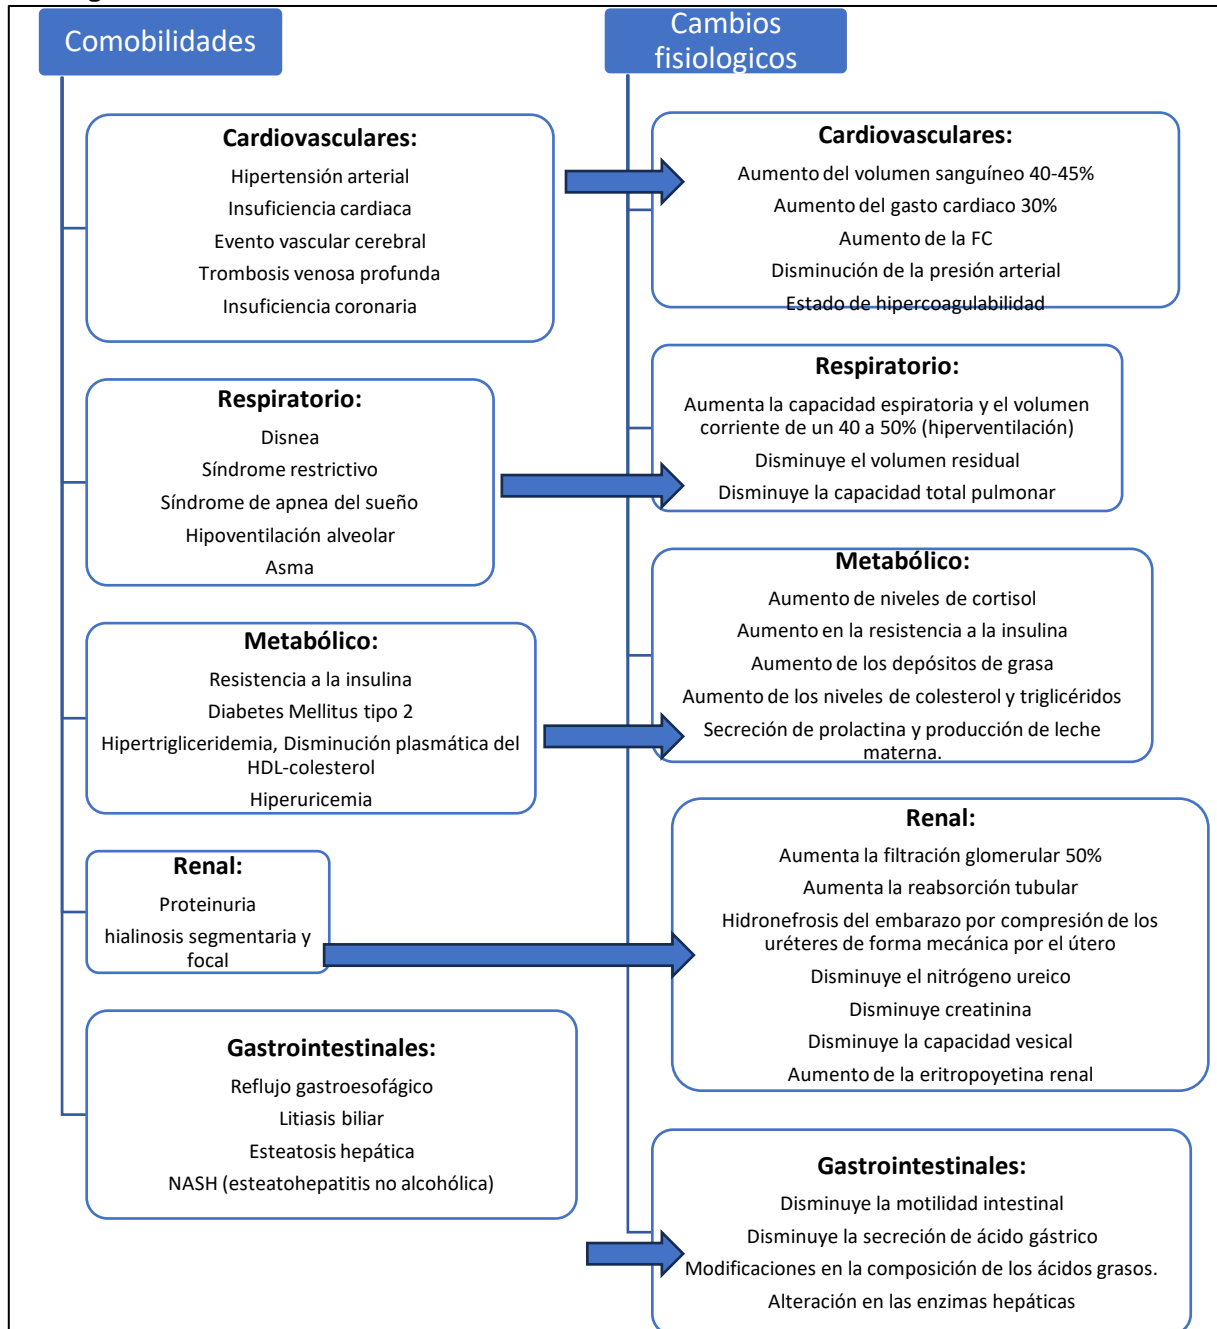 Comobilidades
Cardiovasculares:
Hipertensión arterial
Insuficiencia cardiaca
Evento vascular cerebral
Trombosis venosa profunda
Insuficiencia coronaria
Respiratorio:
Disnea
Síndrome restrictivo
Síndrome de apnea del sueño
Hipoventilación alveolar
Asma
Metabólico:
Resistencia a la insulina
Diabetes Mellitus tipo 2
Hipertrigliceridemia, Disminución plasmática del
HDL-colesterol
Hiperuricemia
Renal:
Proteinuria
hialinosis segmentaria y
focal
Gastrointestinales:
Reflujo gastroesofágico
Litiasis biliar
Esteatosis hepática
NASH (esteatohepatitis no alcohólica)
Cambios
fisiologicos
Cardiovasculares:
Aumento del volumen sanguíneo 40-45%
Aumento del gasto cardiaco 30%
Aumento de la FC
Disminución de la presión arterial
Estado de hipercoagulabilidad
Respiratorio:
Aumenta la capacidad espiratoria y el volumen
corriente de un 40 a 50% (hiperventilación)
Disminuye el volumen residual
Disminuye la capacidad total pulmonar
Metabólico:
Aumento de niveles de cortisol
Aumento en la resistencia a la insulina
Aumento de los depósitos de grasa
Aumento de los niveles de colesterol y triglicéridos
Secreción de prolactina y producción de leche
materna.
Renal:
Aumenta la filtración glomerular 50%
Aumenta la reabsorción tubular
Hidronefrosis del embarazo por compresión de los
uréteres de forma mecánica por el útero
Disminuye el nitrógeno ureico
Disminuye creatinina
Disminuye la capacidad vesical
Aumento de la eritropoyetina renal
Gastrointestinales:
Disminuye la motilidad intestinal
Disminuye la secreción de ácido gástrico
Modificaciones en la composición de los ácidos grasos.
Alteración en las enzimas hepáticas